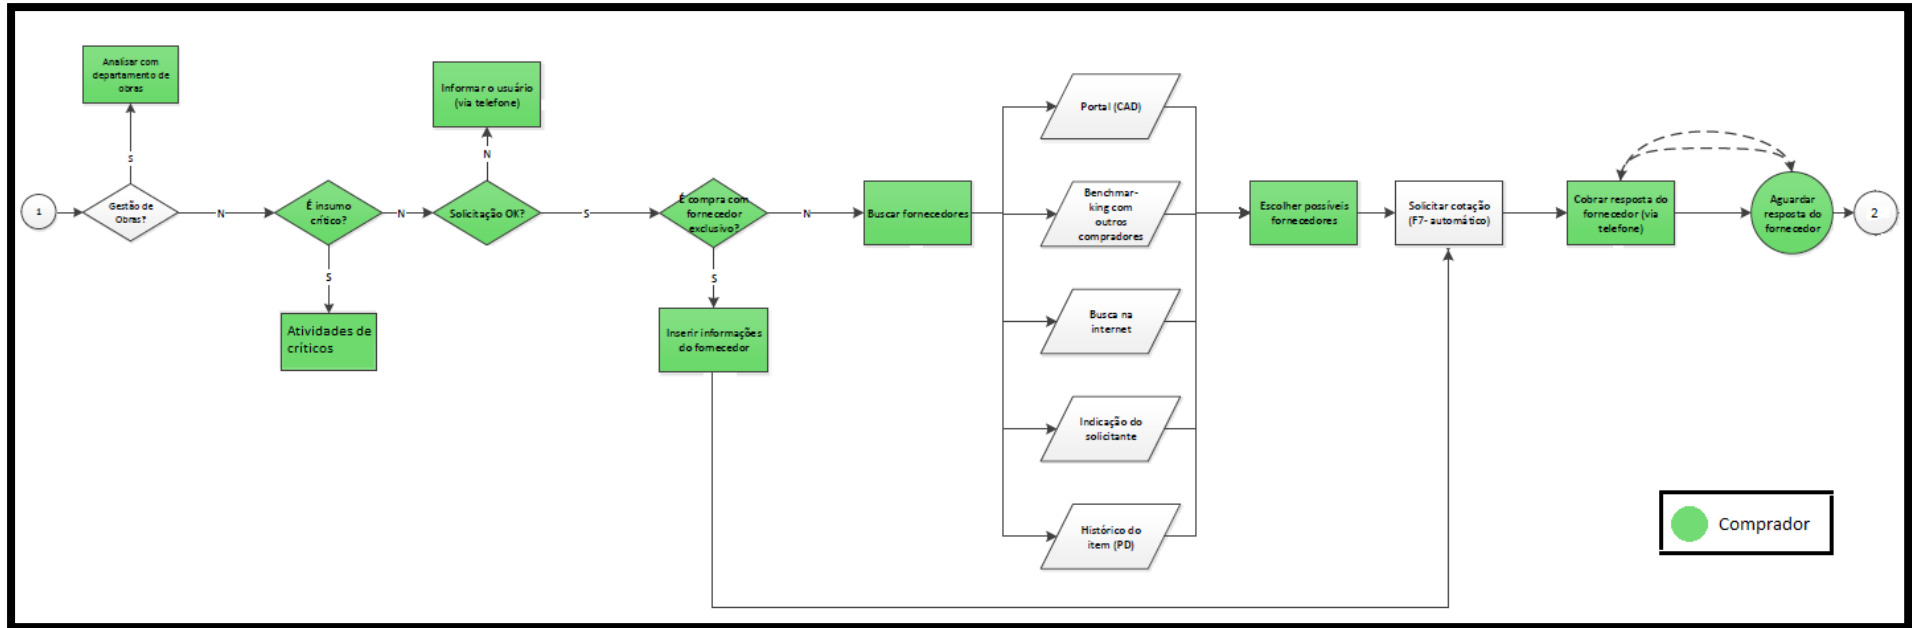 Analisar com
departamento de
obras
S
1
Gestão de
Obras?
N
É insumo
crítico?
S
Atividades de
críticos
N
Informar o usuário
(via telefone)
N
Solicitação OK?
S
É compra com
fornecedor
exclusivo?
S
Inserir informações
do fornecedor
N
Buscar fornecedores
Portal (CAD)
Benchmar-
king com
outros
compradores
Busca na
internet
Indicação do
solicitante
Histórico do
item (PD)
Escolher possíveis
fornecedores
Solicitar cotação
(F7- automático)
Cobrar resposta do
fornecedor (via
telefone)
Aguardar
resposta do
fornecedor
2
Comprador